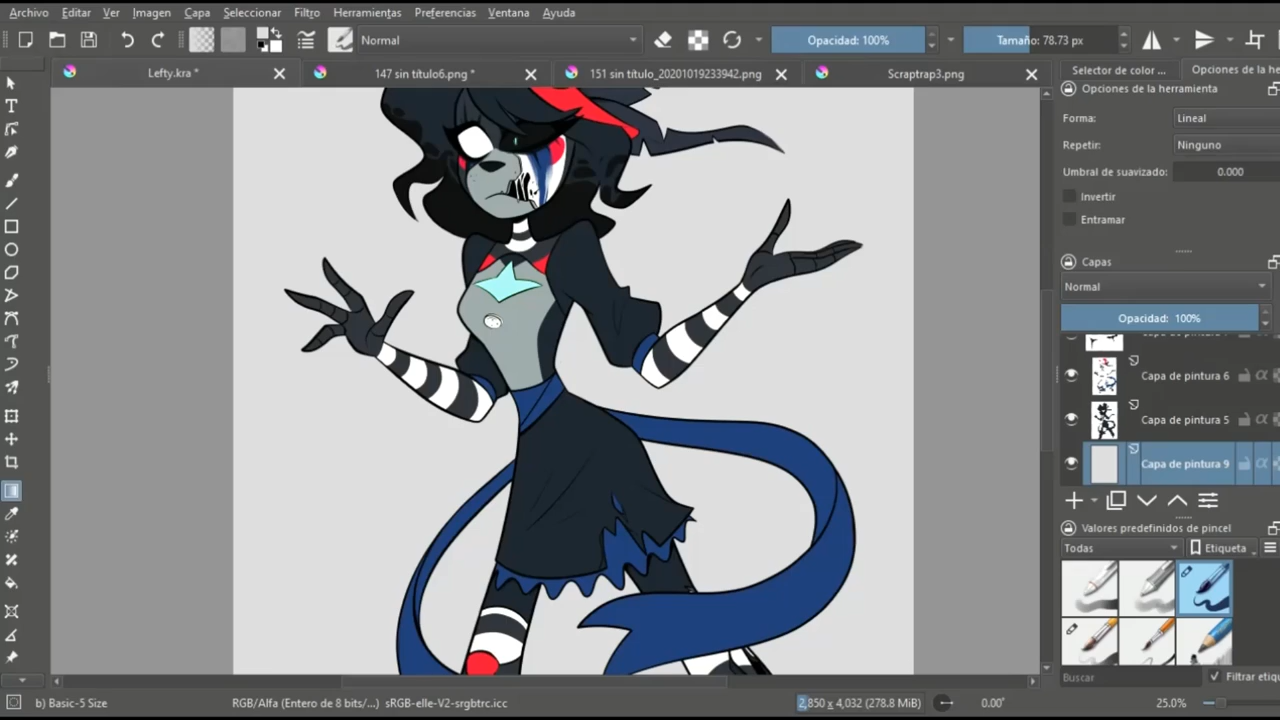 Archivo Editar Ver Imagen Capa Seleccionar Filtro Herramientas Preferencias Ventana Ayuda
Normal Opacidad: 100% Tamaño: 78.73 px
Lefty.kra * 147 sin título6.png * 151 sin título_20201019233942.png Scraptrap3.png
Selector de color ... Opciones de la he
Opciones de la herramienta
Forma: Lineal
Repetir: Ninguno
Umbral de suavizado: 0.000
Invertir
Entramar
Capas
Normal
Opacidad: 100%
Capa de pintura 6
Capa de pintura 5
Capa de pintura 9
Valores predefinidos de pincel
Todas Etiqueta
Buscar Filtrar etiqu
b) Basic-5 Size RGB/Alfa (Entero de 8 bits/...) sRGB-elle-V2-srgbtrc.icc 2,850 x 4,032 (278.8 MiB) 0.00° 25.0%